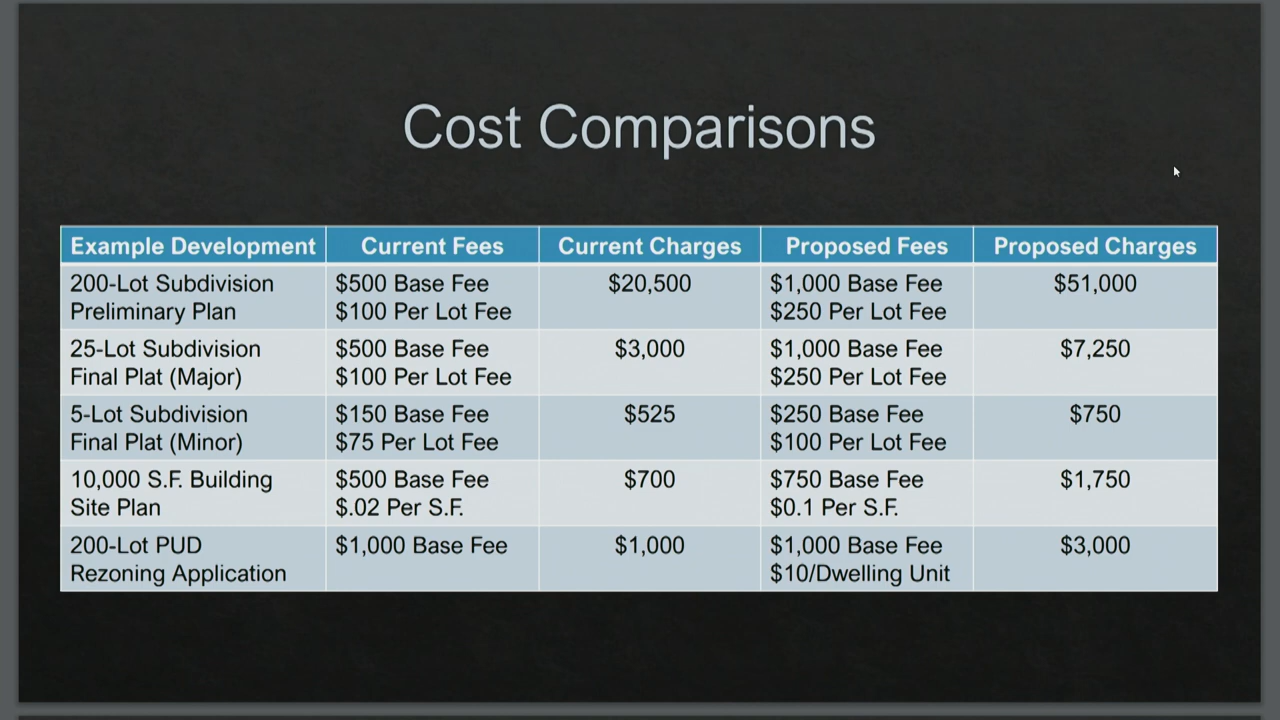 Cost Comparisons
Example Development Current Fees Current Charges Proposed Fees Proposed Charges
200-Lot Subdivision $500 Base Fee $20,500 $1,000 Base Fee $51,000
Preliminary Plan $100 Per Lot Fee $250 Per Lot Fee
25-Lot Subdivision $500 Base Fee $3,000 $1,000 Base Fee $7,250
Final Plat (Major) $100 Per Lot Fee $250 Per Lot Fee
5-Lot Subdivision $150 Base Fee $525 $250 Base Fee $750
Final Plat (Minor) $75 Per Lot Fee $100 Per Lot Fee
10,000 S.F. Building $500 Base Fee $700 $750 Base Fee $1,750
Site Plan $.02 Per S.F. $0.1 Per S.F.
200-Lot PUD $1,000 Base Fee $1,000 $1,000 Base Fee $3,000
Rezoning Application $10/Dwelling Unit